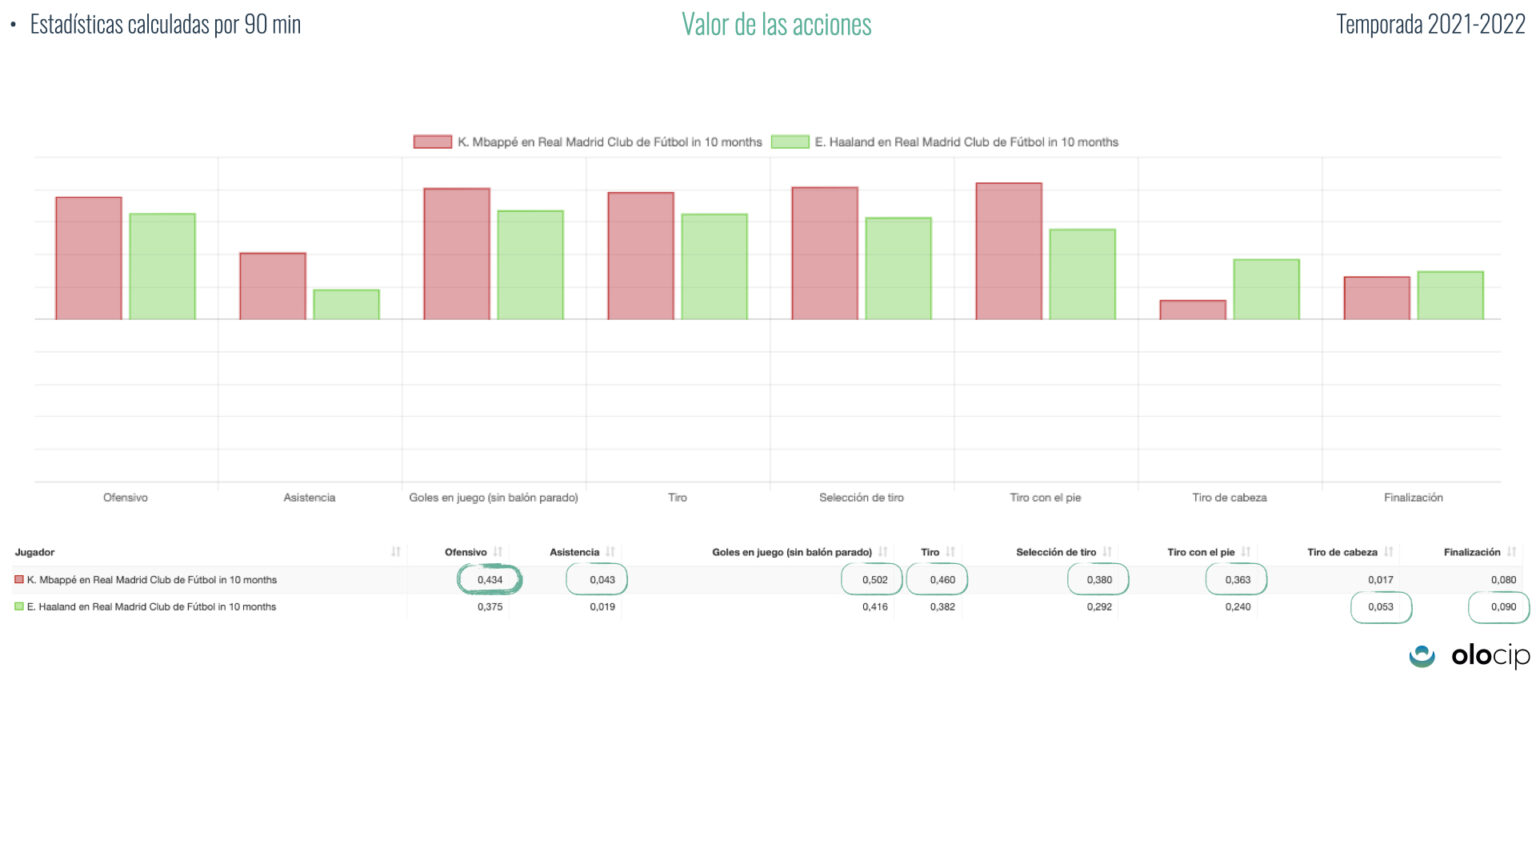 • Estadísticas calculadas por 90 min
Valor de las acciones
Temporada 2021-2022
K. Mbappé en Real Madrid Club de Fútbol in 10 months
E. Haaland en Real Madrid Club de Fútbol in 10 months
Ofensivo
Asistencia
Goles en juego (sin balón parado)
Tiro
Selección de tiro
Tiro con el pie
Tiro de cabeza
Finalización
Jugador Ofensivo Asistencia Goles en juego (sin balón parado) Tiro Selección de tiro Tiro con el pie Tiro de cabeza Finalización
K. Mbappé en Real Madrid Club de Fútbol in 10 months 0,434 0,043 0,502 0,460 0,380 0,363 0,017 0,080
E. Haaland en Real Madrid Club de Fútbol in 10 months 0,375 0,019 0,416 0,382 0,292 0,240 0,053 0,090
olocip